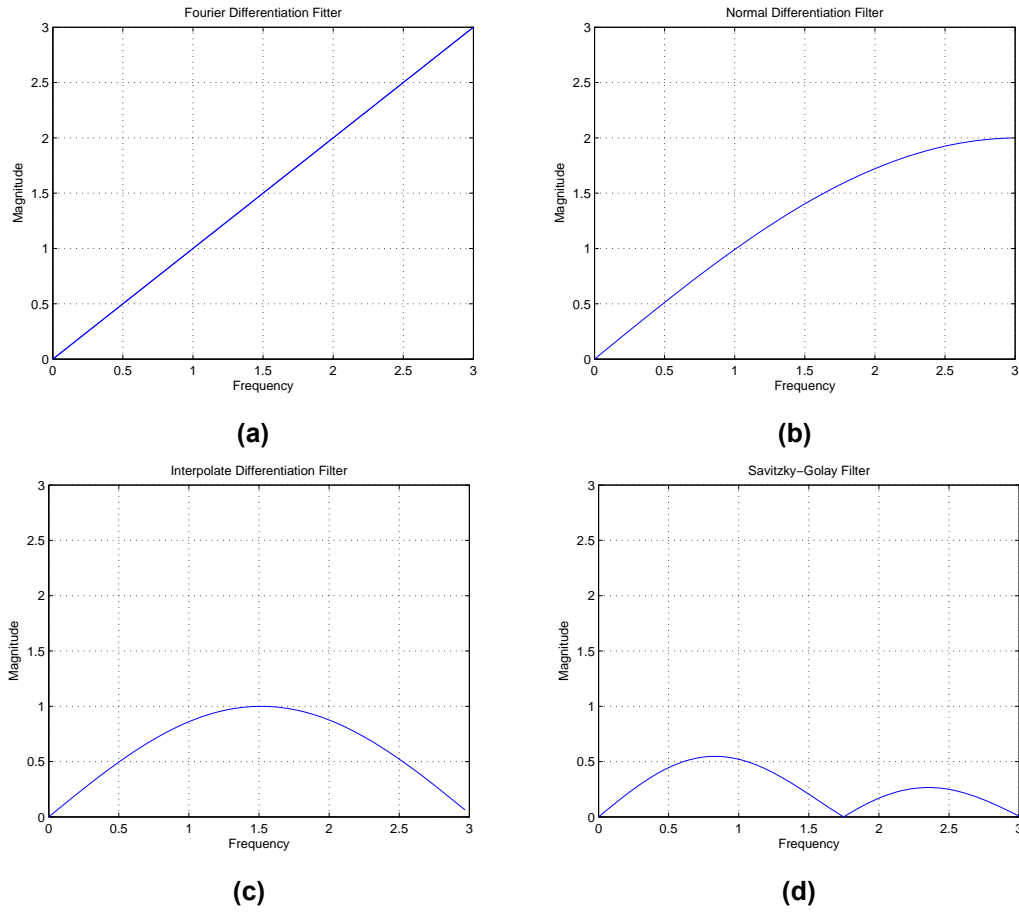 Fourier Differentiation Fitter
3
2.5
2
1.5
1
0.5
0
Magnitude
0 0.5 1 1.5 2 2.5 3
Frequency
(a)
Normal Differentiation Filter
3
2.5
2
1.5
1
0.5
0
Magnitude
0 0.5 1 1.5 2 2.5 3
Frequency
(b)
Interpolate Differentiation Filter
3
2.5
2
1.5
1
0.5
0
Magnitude
0 0.5 1 1.5 2 2.5 3
Frequency
(c)
Savitzky−Golay Filter
3
2.5
2
1.5
1
0.5
0
Magnitude
0 0.5 1 1.5 2 2.5 3
Frequency
(d)